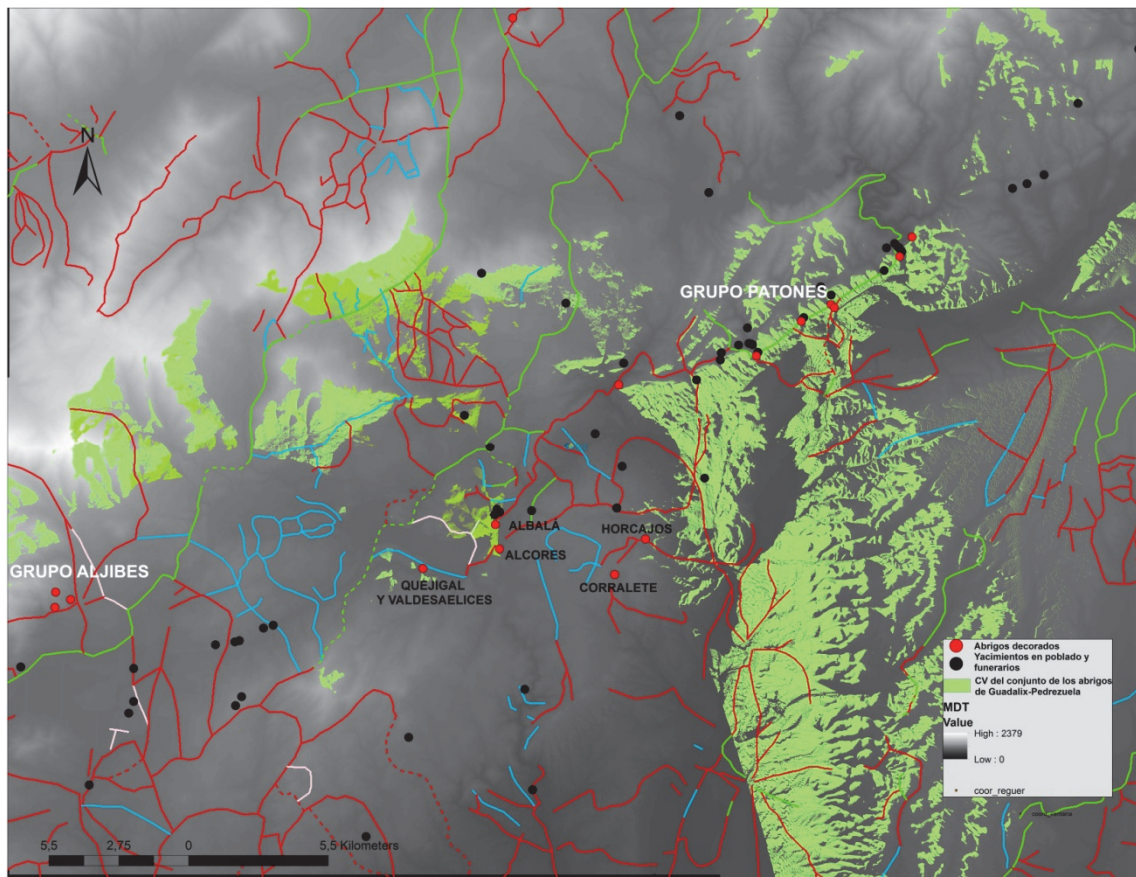 N
GRUPO PATONES
ALBALA
HORCAJOS
ALCORES
GRUPO ALJIBES
QUEJIGAL
Y VALDESAELICES
CORRALETE
Abrigos decorados
Yacimientos en poblado y
funerarios
CV del conjunto de los abrigos
de Guadalix-Pedrezuela
MDT
Value
High : 2379
Low : 0
coor_reguer
5,5 2,75 0 5,5 Kilometers